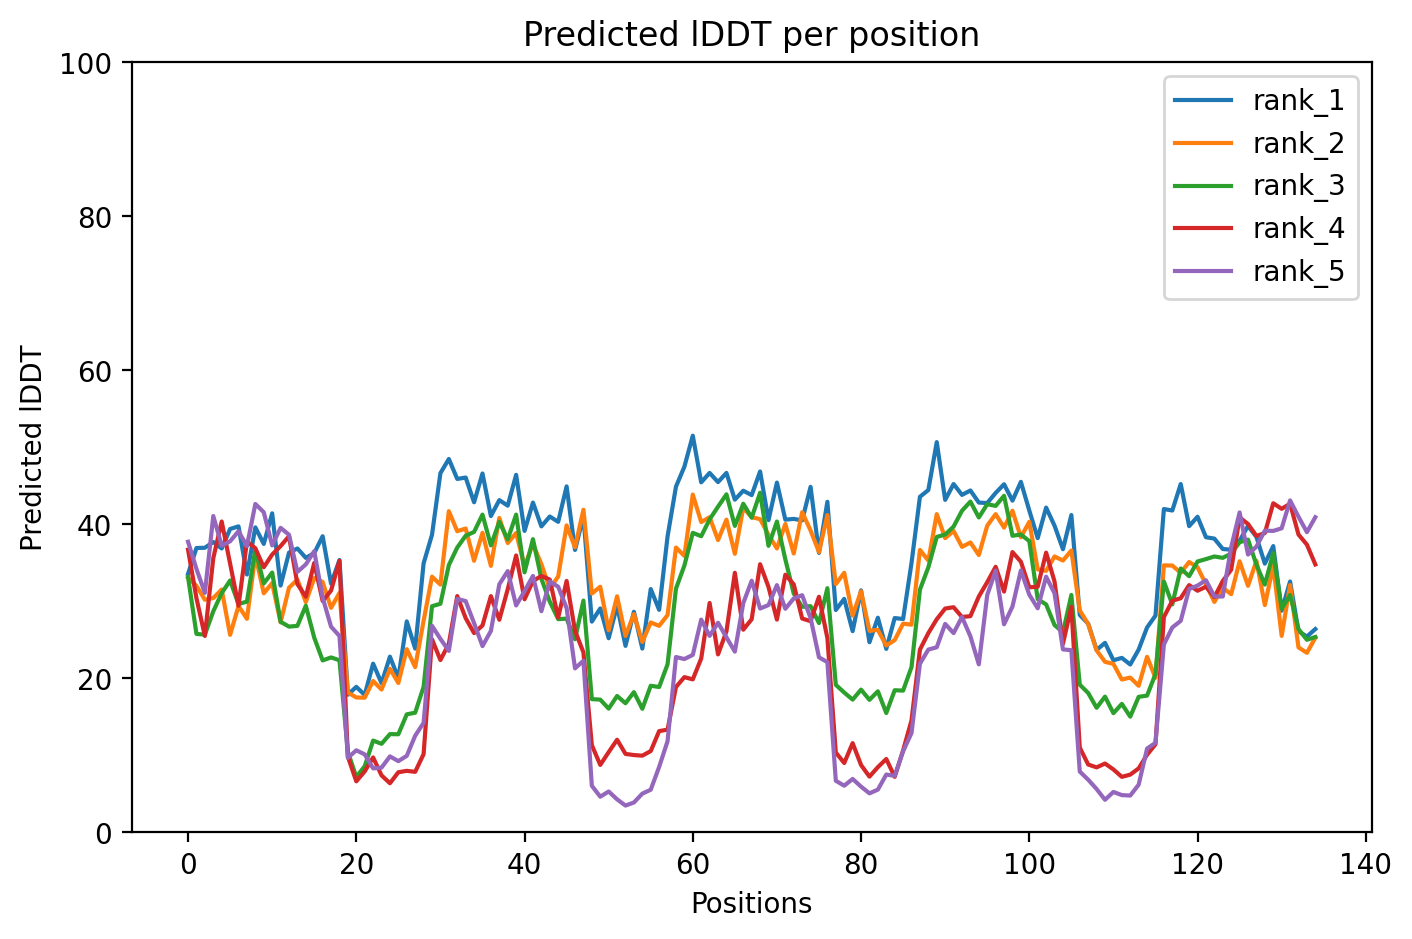 Predicted lDDT per position
100
80
60
40
20
0
Predicted lDDT
rank_1
rank_2
rank_3
rank_4
rank_5
0 20 40 60 80 100 120 140
Positions